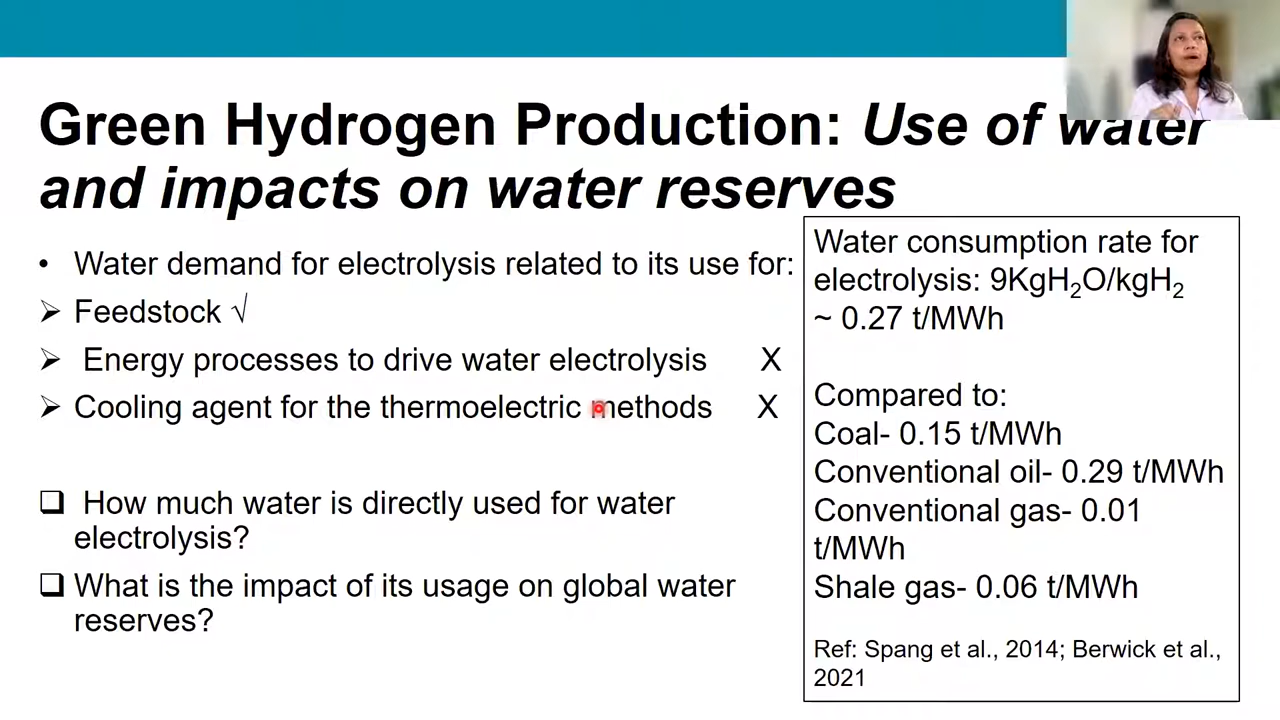 Green Hydrogen Production: Use of water
and impacts on water reserves
• Water demand for electrolysis related to its use for:
➢ Feedstock √
➢ Energy processes to drive water electrolysis X
➢ Cooling agent for the thermoelectric methods X
❑ How much water is directly used for water
electrolysis?
❑ What is the impact of its usage on global water
reserves?
Water consumption rate for
electrolysis: 9KgH₂O/kgH₂
~ 0.27 t/MWh
Compared to:
Coal- 0.15 t/MWh
Conventional oil- 0.29 t/MWh
Conventional gas- 0.01
t/MWh
Shale gas- 0.06 t/MWh
Ref: Spang et al., 2014; Berwick et al.,
2021